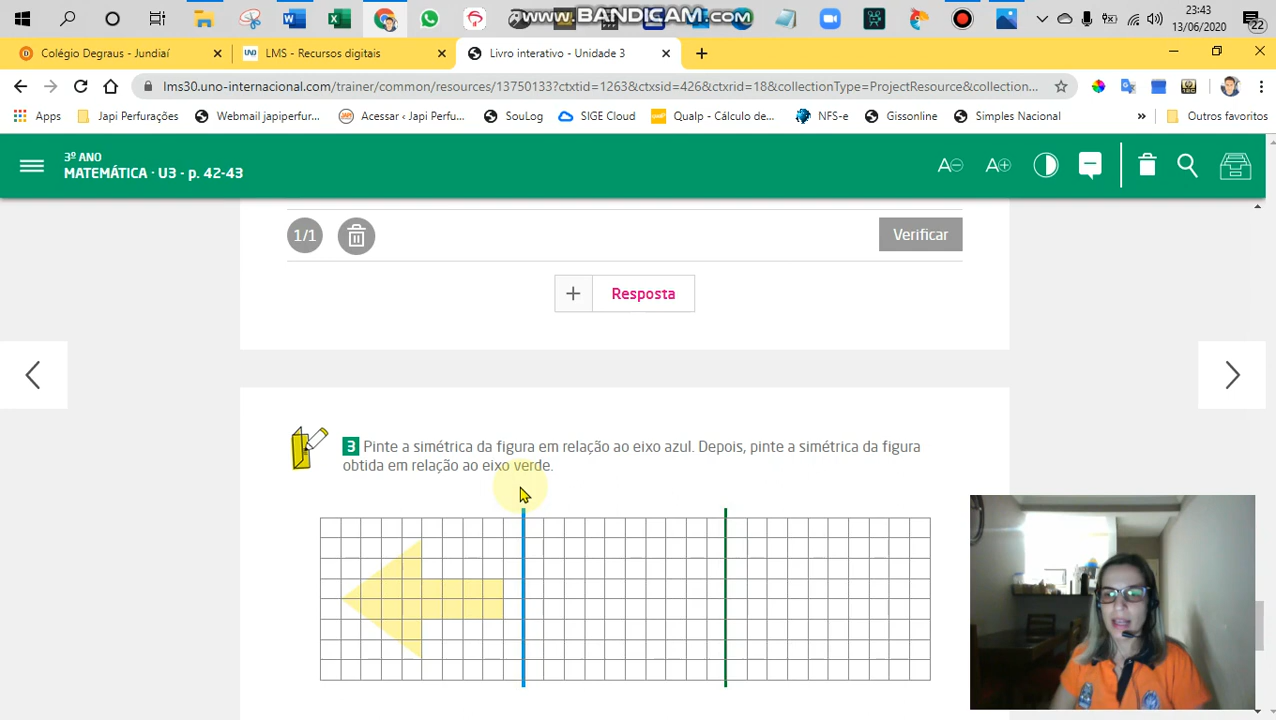 www.BANDICAM.com
23:43
13/06/2020
22
Colégio Degraus - Jundiaí
UNO LMS - Recursos digitais
Livro interativo - Unidade 3
lms30.uno-internacional.com/trainer/common/resources/13750133?ctxtid=1263&ctxsid=426&ctxrid=18&collectionType=ProjectResource&collection...
Apps
Japi Perfurações
Webmail japiperfur...
Acessar ‹ Japi Perfu...
SouLog
SIGE Cloud
Qualp - Cálculo de...
NFS-e
Gissonline
Simples Nacional
»
Outros favoritos
3º ANO
MATEMÁTICA · U3 - p. 42-43
A− A+
1/1
Verificar
+ Resposta
3 Pinte a simétrica da figura em relação ao eixo azul. Depois, pinte a simétrica da figura
obtida em relação ao eixo verde.